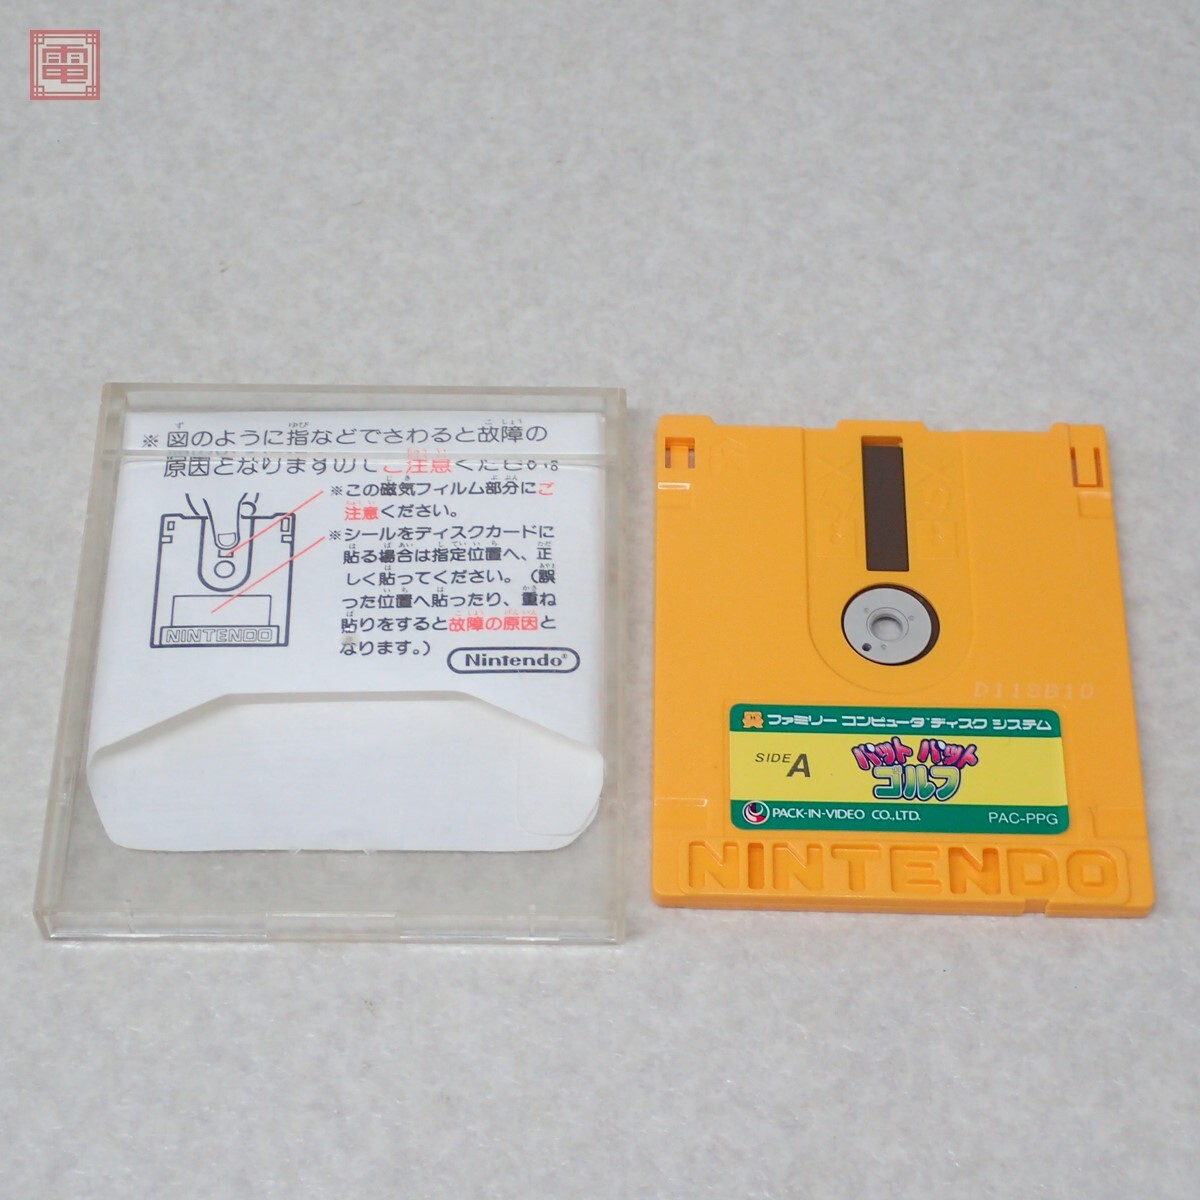 電
※図のように指などでさわると故障の
原因となりますのでご注意ください。
※この磁気フィルム部分にご
注意ください。
※シールをディスクカードに
貼る場合は指定位置へ、正
しく貼ってください。(誤
った位置へ貼ったり、重ね
貼りをすると故障の原因と
なります。)
NINTENDO
Nintendo®
D118B10
ファミリー コンピュータ ディスク システム
SIDE A
パット パット
ゴルフ
PACK-IN-VIDEO CO.,LTD.
PAC-PPG
NINTENDO